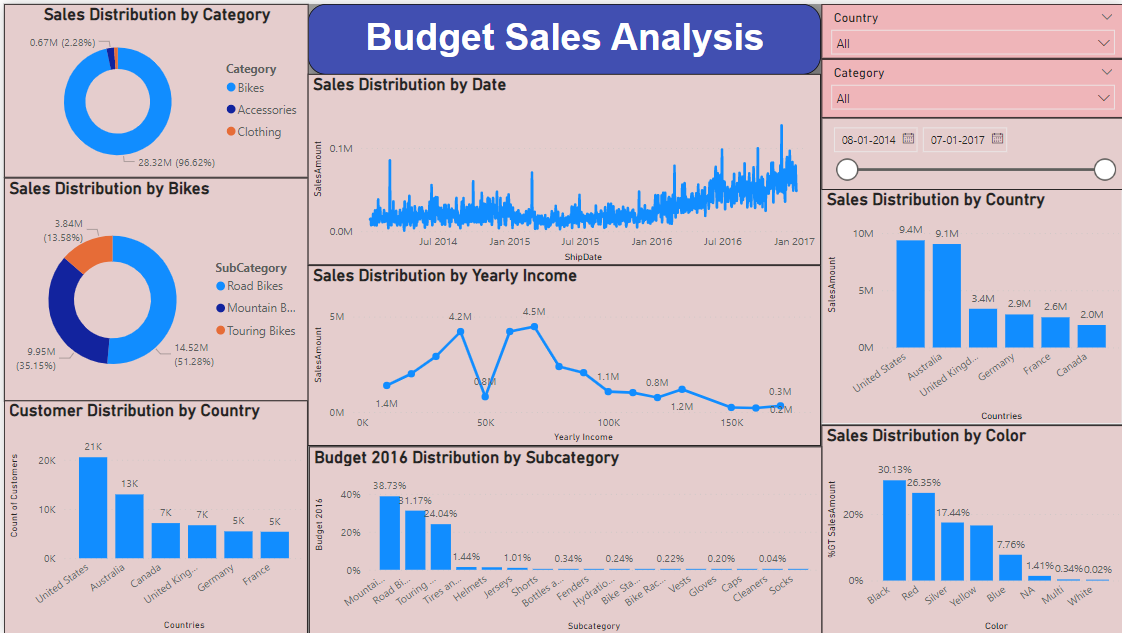 Sales Distribution by Category
0.67M (2.28%)
Category
Bikes
Accessories
Clothing
28.32M (96.62%)
Sales Distribution by Bikes
3.84M
(13.58%)
SubCategory
Road Bikes
Mountain B...
Touring Bikes
9.95M
(35.15%)
14.52M
(51.28%)
Customer Distribution by Country
Count of Customers
20K
10K
0K
21K
13K
7K
7K
5K
5K
United States
Australia
Canada
United King...
Germany
France
Countries
Budget Sales Analysis
Sales Distribution by Date
SalesAmount
0.1M
0.0M
Jul 2014
Jan 2015
Jul 2015
Jan 2016
Jul 2016
Jan 2017
ShipDate
Sales Distribution by Yearly Income
SalesAmount
5M
0M
1.4M
4.2M
0.8M
4.5M
1.1M
0.8M
1.2M
0.3M
0.2M
0K
50K
100K
150K
Yearly Income
Budget 2016 Distribution by Subcategory
Budget 2016
40%
20%
0%
38.73%
31.17%
24.04%
1.44%
1.01%
0.34%
0.24%
0.22%
0.20%
0.04%
Mountai...
Road Bi...
Touring ...
Tires an...
Helmets
Jerseys
Shorts
Bottles a...
Fenders
Hydratio...
Bike Sta...
Bike Rac...
Vests
Gloves
Caps
Cleaners
Socks
Subcategory
Country
All
Category
All
08-01-2014
07-01-2017
Sales Distribution by Country
SalesAmount
10M
5M
0M
9.4M
9.1M
3.4M
2.9M
2.6M
2.0M
United States
Australia
United Kingd...
Germany
France
Canada
Countries
Sales Distribution by Color
%GT SalesAmount
20%
0%
30.13%
26.35%
17.44%
7.76%
1.41%
0.34%
0.02%
Black
Red
Silver
Yellow
Blue
NA
Multi
White
Color